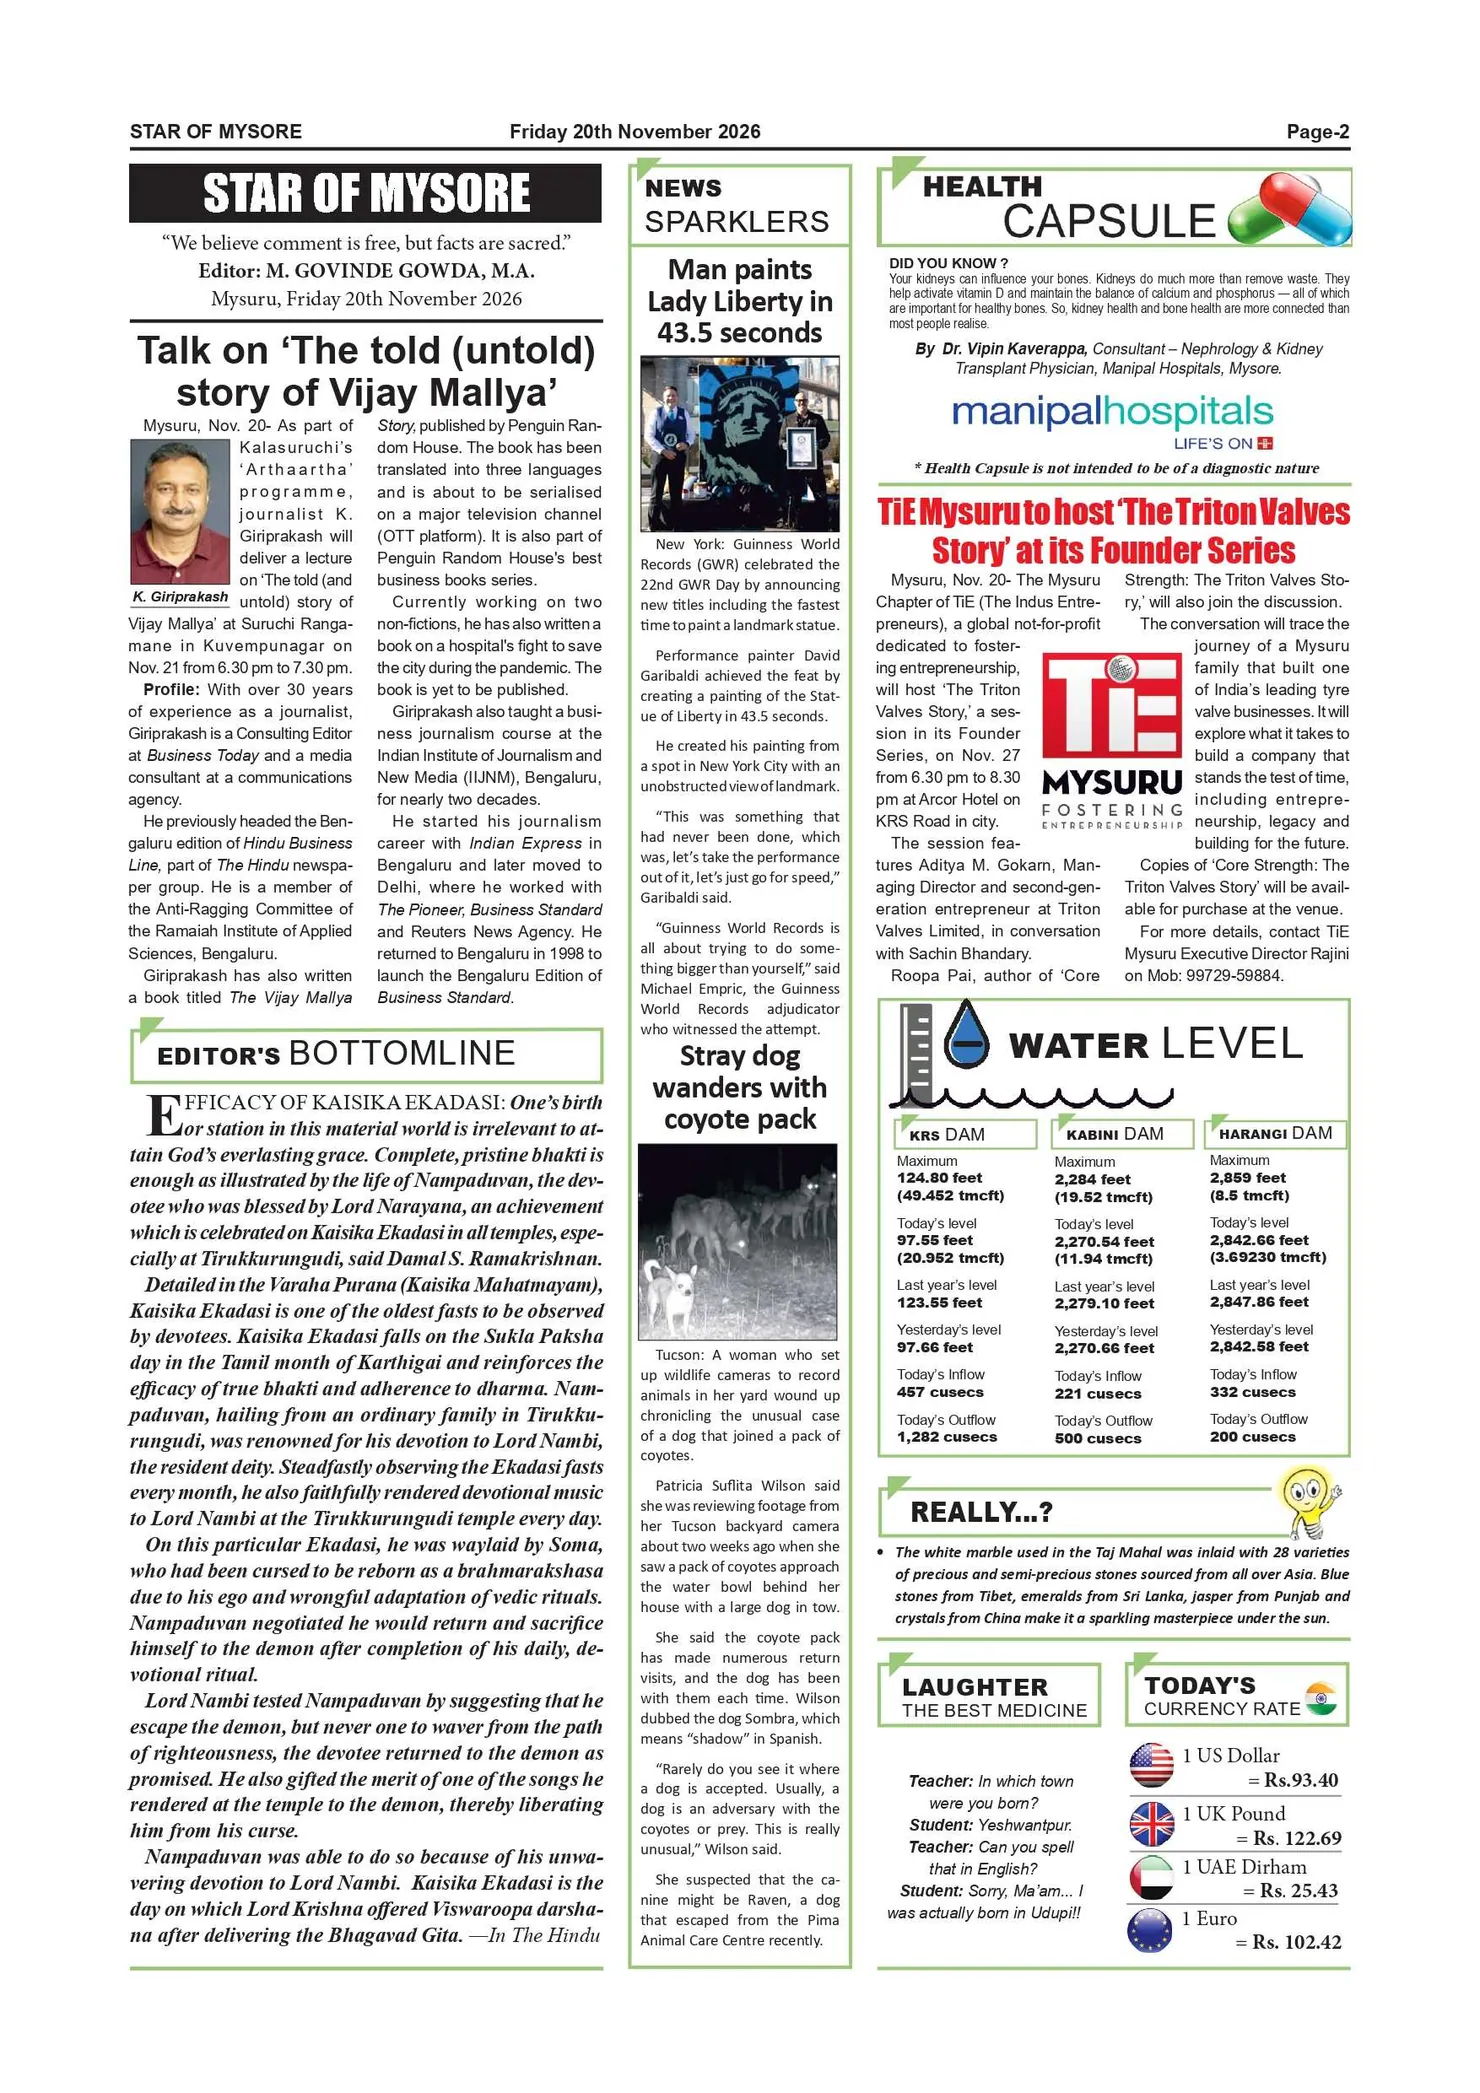 STAR OF MYSORE
Friday 20th November 2026
Page-2
STAR OF MYSORE
“We believe comment is free, but facts are sacred.”
Editor: M. GOVINDE GOWDA, M.A.
Mysuru, Friday 20th November 2026
Talk on ‘The told (untold)
story of Vijay Mallya’
Mysuru, Nov. 20- As part of
Kalasuruchi’s
‘Arthaartha’
programme,
journalist K.
Giriprakash will
deliver a lecture
on ‘The told (and
K. Giriprakash
untold) story of
Vijay Mallya’ at Suruchi Ranga-
mane in Kuvempunagar on
Nov. 21 from 6.30 pm to 7.30 pm.
Profile: With over 30 years
of experience as a journalist,
Giriprakash is a Consulting Editor
at Business Today and a media
consultant at a communications
agency.
He previously headed the Ben-
galuru edition of Hindu Business
Line, part of The Hindu newspa-
per group. He is a member of
the Anti-Ragging Committee of
the Ramaiah Institute of Applied
Sciences, Bengaluru.
Giriprakash has also written
a book titled The Vijay Mallya
Story, published by Penguin Ran-
dom House. The book has been
translated into three languages
and is about to be serialised
on a major television channel
(OTT platform). It is also part of
Penguin Random House's best
business books series.
Currently working on two
non-fictions, he has also written a
book on a hospital's fight to save
the city during the pandemic. The
book is yet to be published.
Giriprakash also taught a busi-
ness journalism course at the
Indian Institute of Journalism and
New Media (IIJNM), Bengaluru,
for nearly two decades.
He started his journalism
career with Indian Express in
Bengaluru and later moved to
Delhi, where he worked with
The Pioneer, Business Standard
and Reuters News Agency. He
returned to Bengaluru in 1998 to
launch the Bengaluru Edition of
Business Standard.
EDITOR'S BOTTOMLINE
EFFICACY OF KAISIKA EKADASI: One’s birth
or station in this material world is irrelevant to at-
tain God’s everlasting grace. Complete, pristine bhakti is
enough as illustrated by the life of Nampaduvan, the dev-
otee who was blessed by Lord Narayana, an achievement
which is celebrated on Kaisika Ekadasi in all temples, espe-
cially at Tirukkurungudi, said Damal S. Ramakrishnan.
Detailed in the Varaha Purana (Kaisika Mahatmayam),
Kaisika Ekadasi is one of the oldest fasts to be observed
by devotees. Kaisika Ekadasi falls on the Sukla Paksha
day in the Tamil month of Karthigai and reinforces the
efficacy of true bhakti and adherence to dharma. Nam-
paduvan, hailing from an ordinary family in Tirukku-
rungudi, was renowned for his devotion to Lord Nambi,
the resident deity. Steadfastly observing the Ekadasi fasts
every month, he also faithfully rendered devotional music
to Lord Nambi at the Tirukkurungudi temple every day.
On this particular Ekadasi, he was waylaid by Soma,
who had been cursed to be reborn as a brahmarakshasa
due to his ego and wrongful adaptation of vedic rituals.
Nampaduvan negotiated he would return and sacrifice
himself to the demon after completion of his daily, de-
votional ritual.
Lord Nambi tested Nampaduvan by suggesting that he
escape the demon, but never one to waver from the path
of righteousness, the devotee returned to the demon as
promised. He also gifted the merit of one of the songs he
rendered at the temple to the demon, thereby liberating
him from his curse.
Nampaduvan was able to do so because of his unwa-
vering devotion to Lord Nambi. Kaisika Ekadasi is the
day on which Lord Krishna offered Viswaroopa darsha-
na after delivering the Bhagavad Gita. —In The Hindu
NEWS
SPARKLERS
Man paints
Lady Liberty in
43.5 seconds
New York: Guinness World
Records (GWR) celebrated the
22nd GWR Day by announcing
new titles including the fastest
time to paint a landmark statue.
Performance painter David
Garibaldi achieved the feat by
creating a painting of the Stat-
ue of Liberty in 43.5 seconds.
He created his painting from
a spot in New York City with an
unobstructed view of landmark.
“This was something that
had never been done, which
was, let’s take the performance
out of it, let’s just go for speed,”
Garibaldi said.
“Guinness World Records is
all about trying to do some-
thing bigger than yourself,” said
Michael Empric, the Guinness
World Records adjudicator
who witnessed the attempt.
Stray dog
wanders with
coyote pack
Tucson: A woman who set
up wildlife cameras to record
animals in her yard wound up
chronicling the unusual case
of a dog that joined a pack of
coyotes.
Patricia Suflita Wilson said
she was reviewing footage from
her Tucson backyard camera
about two weeks ago when she
saw a pack of coyotes approach
the water bowl behind her
house with a large dog in tow.
She said the coyote pack
has made numerous return
visits, and the dog has been
with them each time. Wilson
dubbed the dog Sombra, which
means “shadow” in Spanish.
“Rarely do you see it where
a dog is accepted. Usually, a
dog is an adversary with the
coyotes or prey. This is really
unusual,” Wilson said.
She suspected that the ca-
nine might be Raven, a dog
that escaped from the Pima
Animal Care Centre recently.
HEALTH
CAPSULE
DID YOU KNOW ?
Your kidneys can influence your bones. Kidneys do much more than remove waste. They
help activate vitamin D and maintain the balance of calcium and phosphorus — all of which
are important for healthy bones. So, kidney health and bone health are more connected than
most people realise.
By Dr. Vipin Kaverappa, Consultant – Nephrology & Kidney
Transplant Physician, Manipal Hospitals, Mysore.
manipalhospitals
LIFE’S ON
* Health Capsule is not intended to be of a diagnostic nature
TiE Mysuru to host ‘The Triton Valves
Story’ at its Founder Series
Mysuru, Nov. 20- The Mysuru
Chapter of TiE (The Indus Entre-
preneurs), a global not-for-profit
dedicated to foster-
ing entrepreneurship,
will host ‘The Triton
Valves Story,’ a ses-
sion in its Founder
Series, on Nov. 27
from 6.30 pm to 8.30
pm at Arcor Hotel on
KRS Road in city.
The session fea-
tures Aditya M. Gokarn, Man-
aging Director and second-gen-
eration entrepreneur at Triton
Valves Limited, in conversation
with Sachin Bhandary.
Roopa Pai, author of ‘Core
TiE
MYSURU
FOSTERING
ENTREPRENEURSHIP
Strength: The Triton Valves Sto-
ry,’ will also join the discussion.
The conversation will trace the
journey of a Mysuru
family that built one
of India’s leading tyre
valve businesses. It will
explore what it takes to
build a company that
stands the test of time,
including entrepre-
neurship, legacy and
building for the future.
Copies of ‘Core Strength: The
Triton Valves Story’ will be avail-
able for purchase at the venue.
For more details, contact TiE
Mysuru Executive Director Rajini
on Mob: 99729-59884.
WATER LEVEL
KRS DAM
Maximum
124.80 feet
(49.452 tmcft)
Today’s level
97.55 feet
(20.952 tmcft)
Last year’s level
123.55 feet
Yesterday’s level
97.66 feet
Today’s Inflow
457 cusecs
Today’s Outflow
1,282 cusecs
KABINI DAM
Maximum
2,284 feet
(19.52 tmcft)
Today’s level
2,270.54 feet
(11.94 tmcft)
Last year’s level
2,279.10 feet
Yesterday’s level
2,270.66 feet
Today’s Inflow
221 cusecs
Today’s Outflow
500 cusecs
HARANGI DAM
Maximum
2,859 feet
(8.5 tmcft)
Today’s level
2,842.66 feet
(3.69230 tmcft)
Last year’s level
2,847.86 feet
Yesterday’s level
2,842.58 feet
Today’s Inflow
332 cusecs
Today’s Outflow
200 cusecs
REALLY...?
• The white marble used in the Taj Mahal was inlaid with 28 varieties
of precious and semi-precious stones sourced from all over Asia. Blue
stones from Tibet, emeralds from Sri Lanka, jasper from Punjab and
crystals from China make it a sparkling masterpiece under the sun.
LAUGHTER
THE BEST MEDICINE
Teacher: In which town
were you born?
Student: Yeshwantpur.
Teacher: Can you spell
that in English?
Student: Sorry, Ma’am... I
was actually born in Udupi!!
TODAY'S
CURRENCY RATE
1 US Dollar
= Rs.93.40
1 UK Pound
= Rs. 122.69
1 UAE Dirham
= Rs. 25.43
1 Euro
= Rs. 102.42